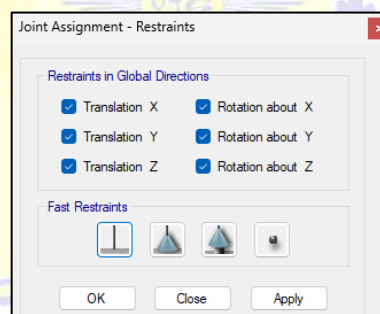 Joint Assignment - Restraints
Restraints in Global Directions
Translation X Rotation about X
Translation Y Rotation about Y
Translation Z Rotation about Z
Fast Restraints
OK Close Apply